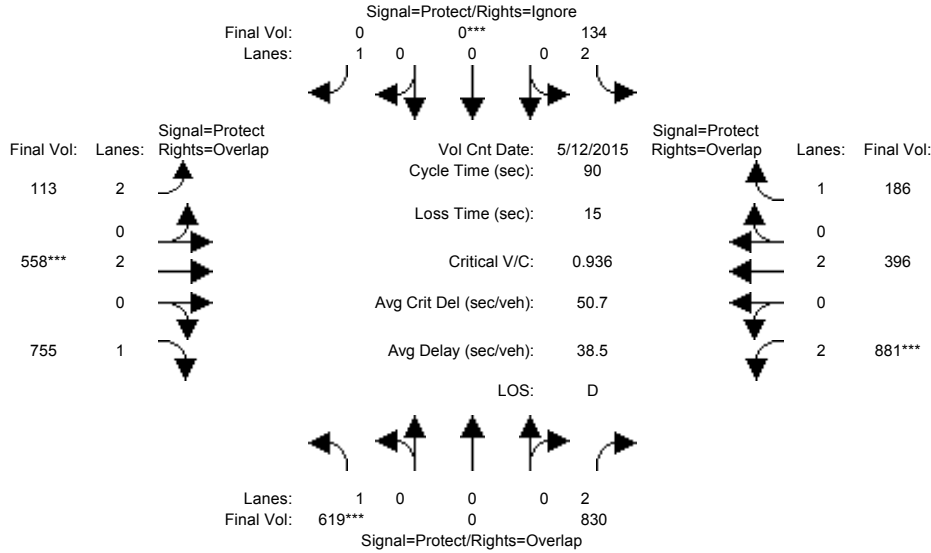 Signal=Protect/Rights=Ignore
Final Vol: 0 0*** 134
Lanes: 1 0 0 0 2
Signal=Protect
Final Vol: Lanes: Rights=Overlap
Vol Cnt Date: 5/12/2015
Signal=Protect
Rights=Overlap Lanes: Final Vol:
Cycle Time (sec): 90
113 2
1 186
Loss Time (sec): 15
0
0
558*** 2
Critical V/C: 0.936
2 396
0
Avg Crit Del (sec/veh): 50.7
0
755 1
Avg Delay (sec/veh): 38.5
2 881***
LOS: D
Lanes: 1 0 0 0 2
Final Vol: 619*** 0 830
Signal=Protect/Rights=Overlap